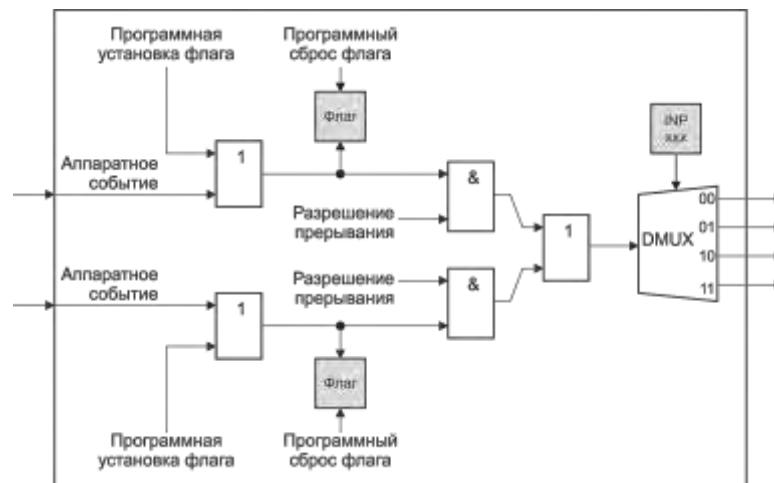 Программная
установка флага
Программный
сброс флага
Флаг
INP
xxx
Аппаратное
событие
1
&
Разрешение
прерывания
1
DMUX
00
01
10
11
Аппаратное
событие
1
Разрешение
прерывания
&
Флаг
Программная
установка флага
Программный
сброс флага